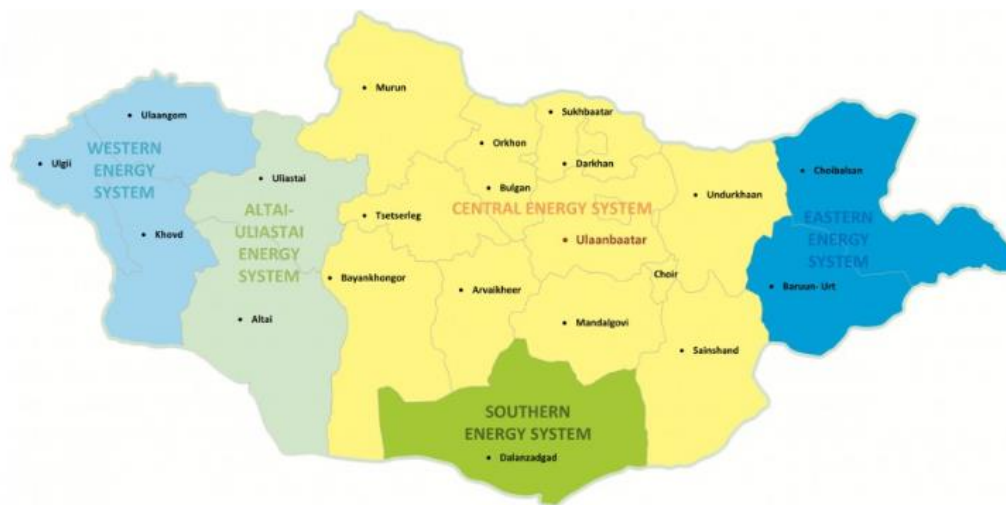 Murun
Ulaangom
Sukhbaatar
Orkhon
Ulgii
WESTERN
ENERGY
SYSTEM
Darkhan
Choibalsan
Uliastai
Bulgan
Undurkhaan
ALTAI-
ULIASTAI
ENERGY
SYSTEM
Tsetserleg
CENTRAL ENERGY SYSTEM
EASTERN
ENERGY
SYSTEM
Khovd
Ulaanbaatar
Bayankhongor
Choir
Arvaikheer
Baruun- Urt
Altai
Mandalgovi
Sainshand
SOUTHERN
ENERGY SYSTEM
Dalanzadgad